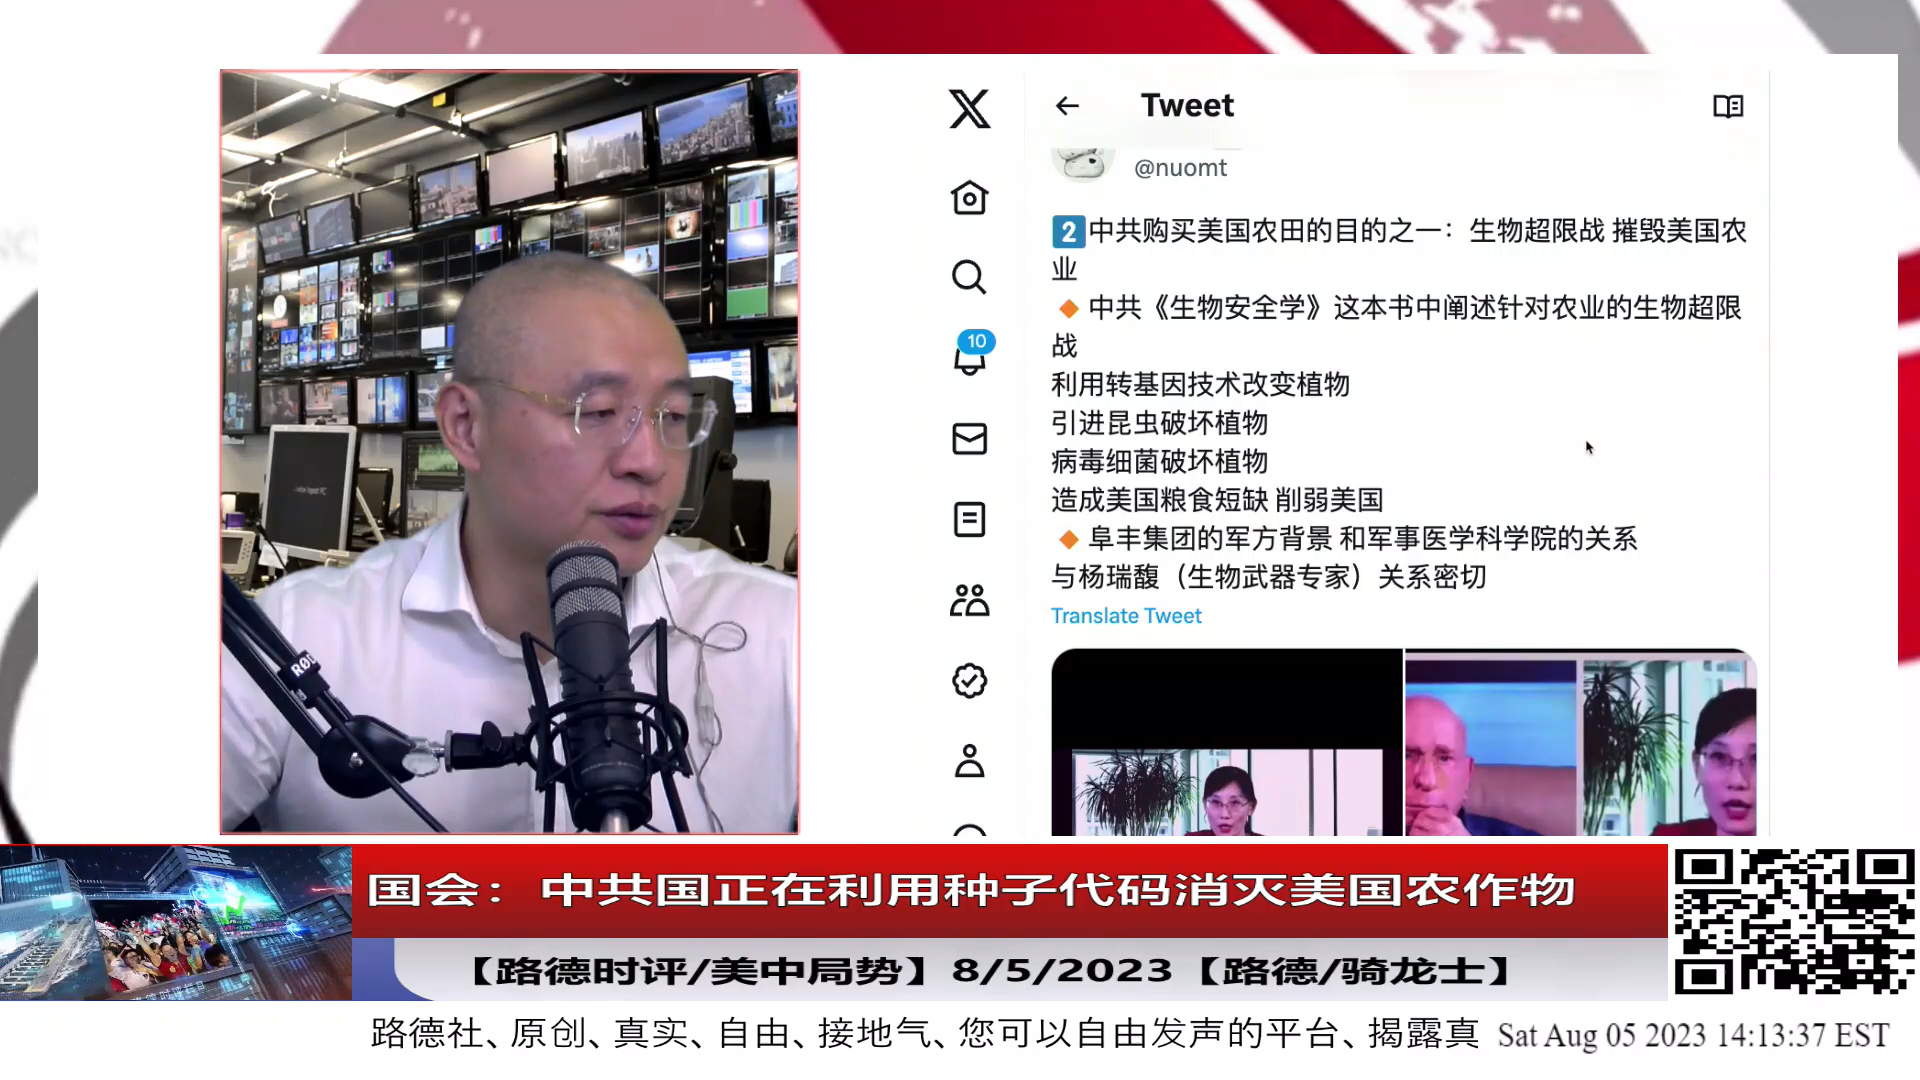 Tweet
@nuomt
2 中共购买美国农田的目的之一：生物超限战 摧毁美国农
业
🔸 中共《生物安全学》这本书中阐述针对农业的生物超限
战
利用转基因技术改变植物
引进昆虫破坏植物
病毒细菌破坏植物
造成美国粮食短缺 削弱美国
🔸 阜丰集团的军方背景 和军事医学科学院的关系
与杨瑞馥（生物武器专家）关系密切
Translate Tweet
10
RØDE
国会：中共国正在利用种子代码消灭美国农作物
【路德时评/美中局势】8/5/2023【路德/骑龙士】
路德社、原创、真实、自由、接地气、您可以自由发声的平台、揭露真
Sat Aug 05 2023 14:13:37 EST